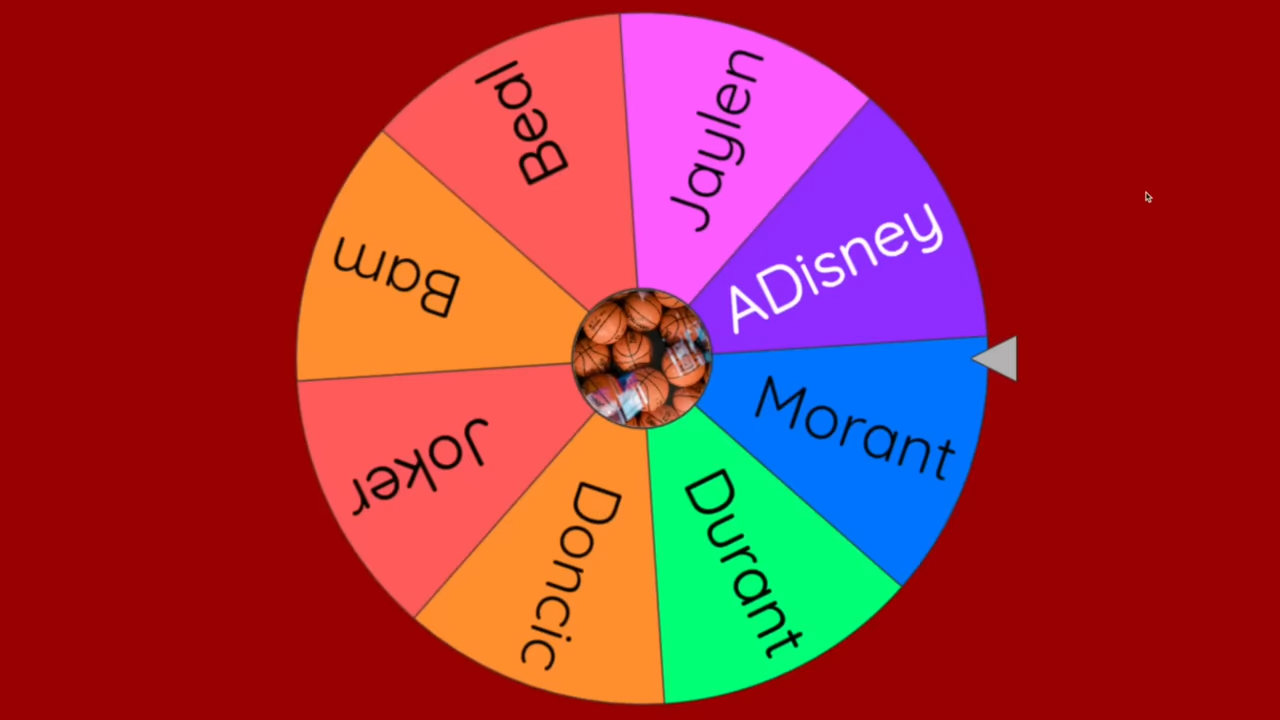 Beal
Jaylen
ADisney
Morant
Durant
Doncic
Joker
Bam